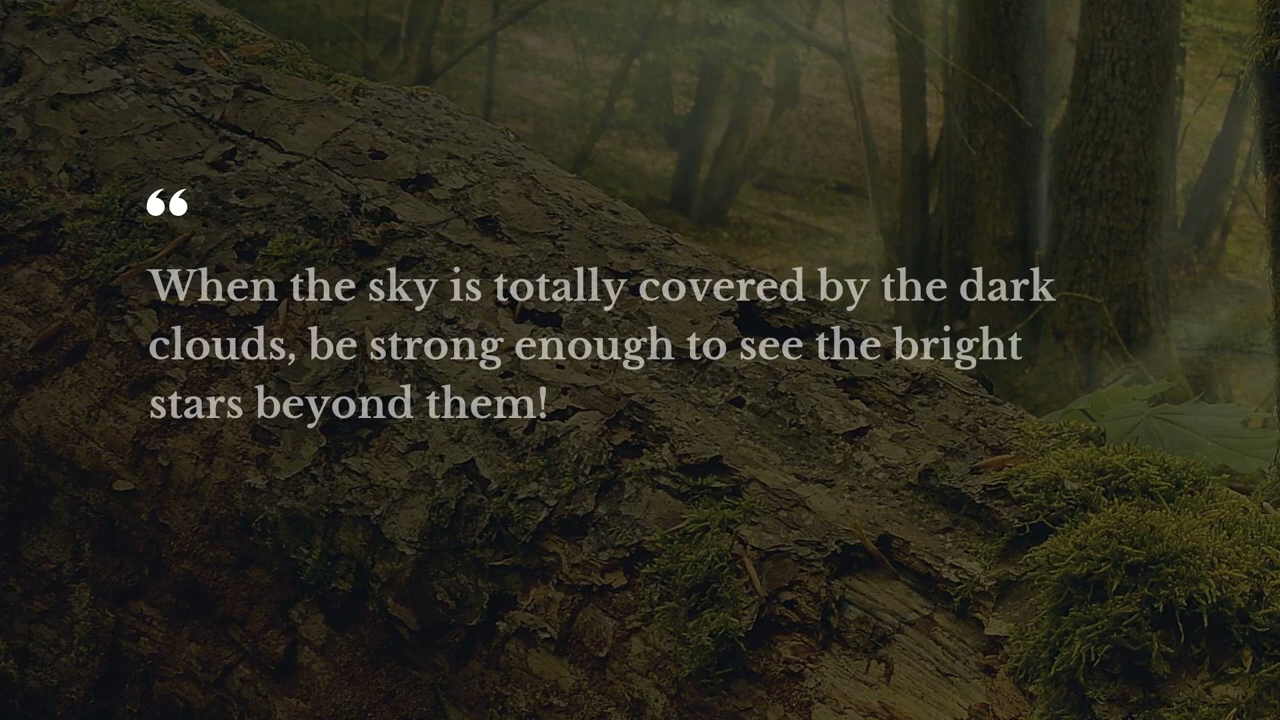 “
When the sky is totally covered by the dark
clouds, be strong enough to see the bright
stars beyond them!